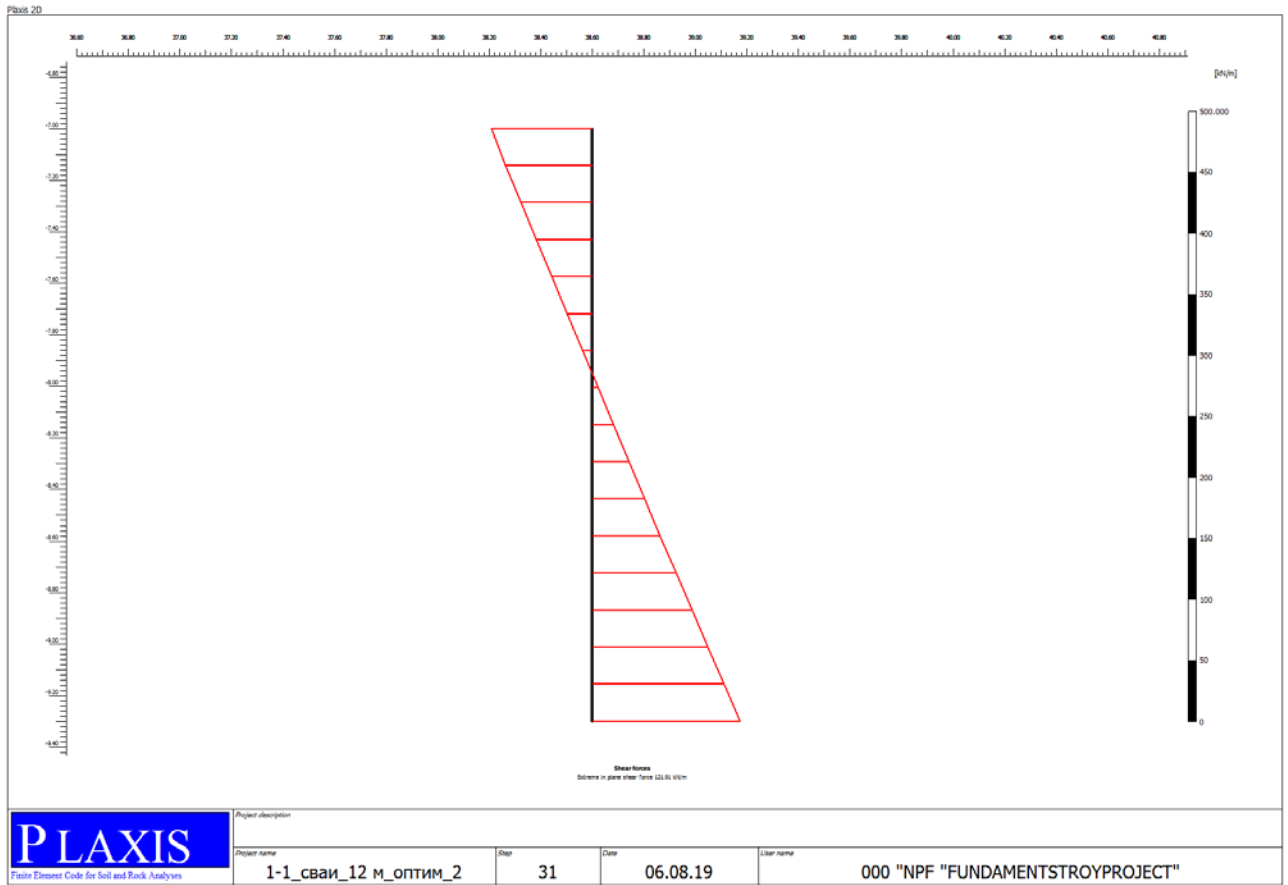 Plaxis 2D
36.60 36.80 37.00 37.20 37.40 37.60 37.80 38.00 38.20 38.40 38.60 38.80 39.00 39.20 39.40 39.60 39.80 40.00 40.20 40.40 40.60 40.80
[kN/m]
-6.80
-7.00
-7.20
-7.40
-7.60
-7.80
-8.00
-8.20
-8.40
-8.60
-8.80
-9.00
-9.20
-9.40
500.000
450
400
350
300
250
200
150
100
50
0
Shear forces
Extreme in plane shear force 121.91 kN/m
PLAXIS
Finite Element Code for Soil and Rock Analyses
Project description
Project name
1-1_сваи_12 м_оптим_2
Step
31
Date
06.08.19
User name
OOO "NPF "FUNDAMENTSTROYPROJECT"